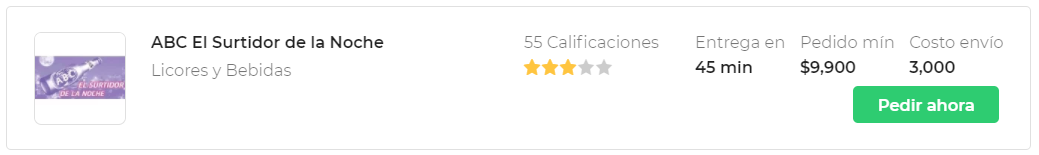 ABC
EL SURTIDOR
DE LA NOCHE
ABC El Surtidor de la Noche
Licores y Bebidas
55 Calificaciones
Entrega en
45 min
Pedido mín
$9,900
Costo envío
3,000
Pedir ahora